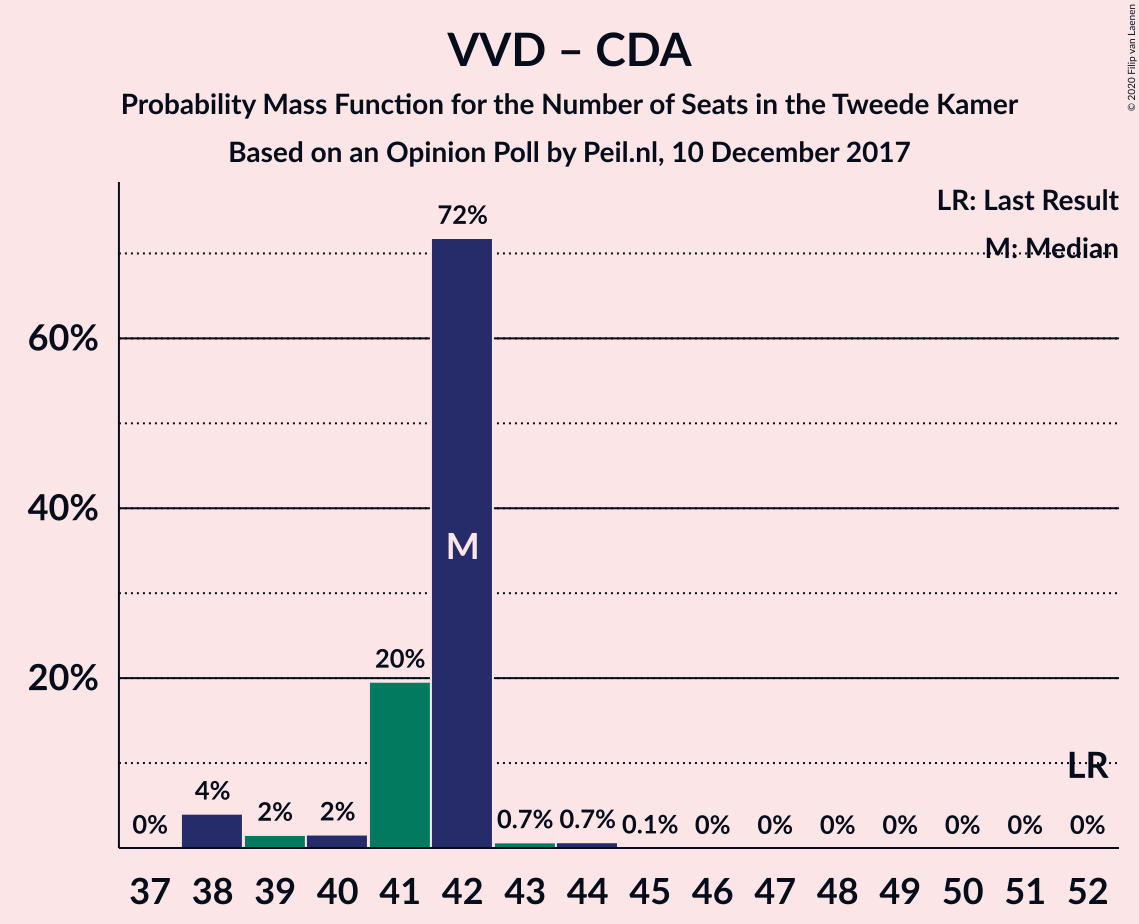 VVD – CDA
Probability Mass Function for the Number of Seats in the Tweede Kamer
Based on an Opinion Poll by Peil.nl, 10 December 2017
© 2020 Filip van Laenen
LR: Last Result
M: Median
72%
60%
40%
M
20%
20%
LR
4%
0% 2% 2% 0.7% 0.7% 0.1% 0% 0% 0% 0% 0% 0% 0%
37 38 39 40 41 42 43 44 45 46 47 48 49 50 51 52